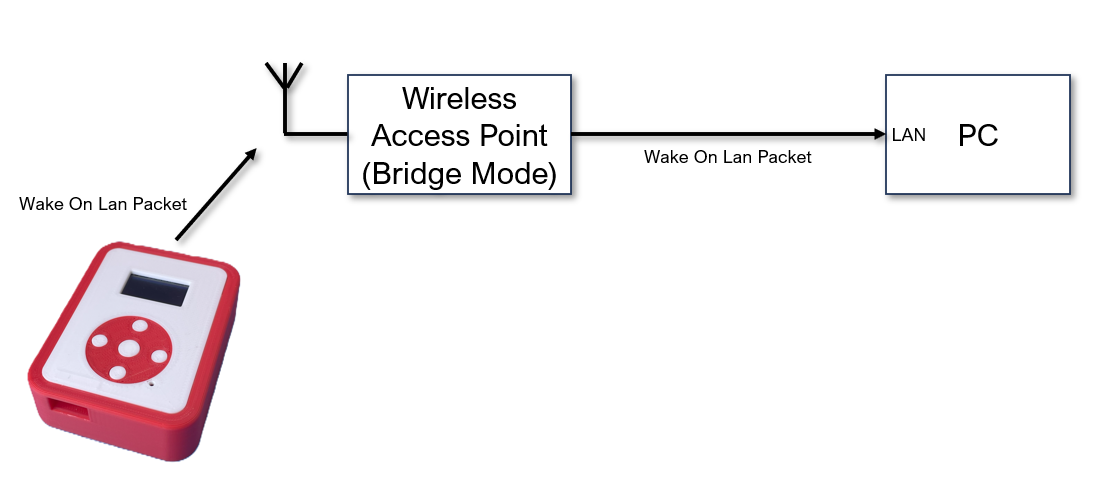 Wireless
Access Point
(Bridge Mode)
LAN
PC
Wake On Lan Packet
Wake On Lan Packet